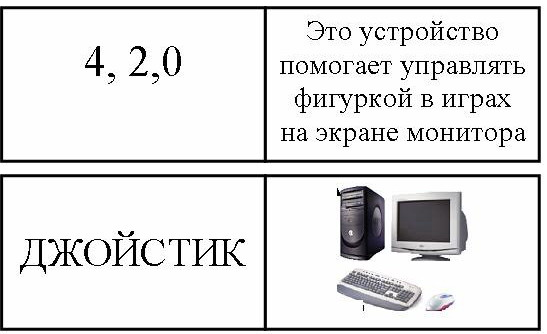 4, 2,0
Это устройство
помогает управлять
фигуркой в играх
на экране монитора
ДЖОЙСТИК